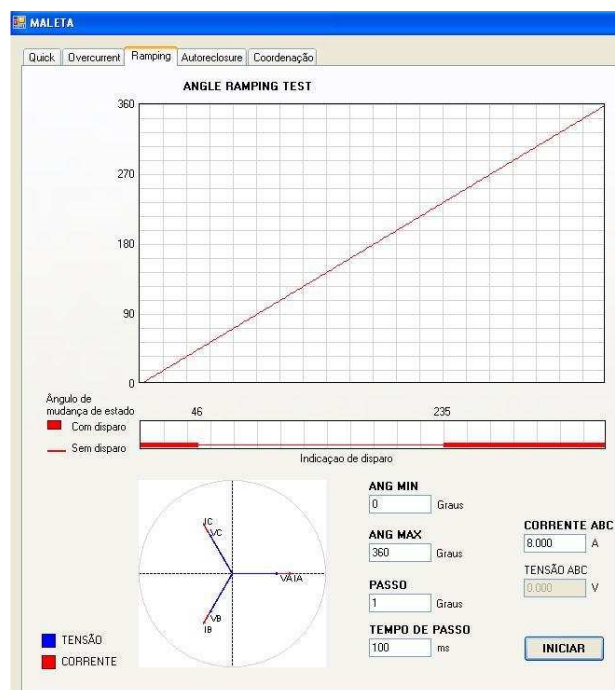 MALETA
Quick Overcurrent Ramping Autoreclosure Coordenação
ANGLE RAMPING TEST
360
270
180
90
0
Ângulo de
mudança de estado
46
235
Com disparo
Sem disparo
Indicaçao de disparo
IC
VC
VAIA
VB
IB
TENSÃO
CORRENTE
ANG MIN
0 Graus
ANG MAX
360 Graus
PASSO
1 Graus
TEMPO DE PASSO
100 ms
CORRENTE ABC
8.000 A
TENSÃO ABC
0.000 V
INICIAR